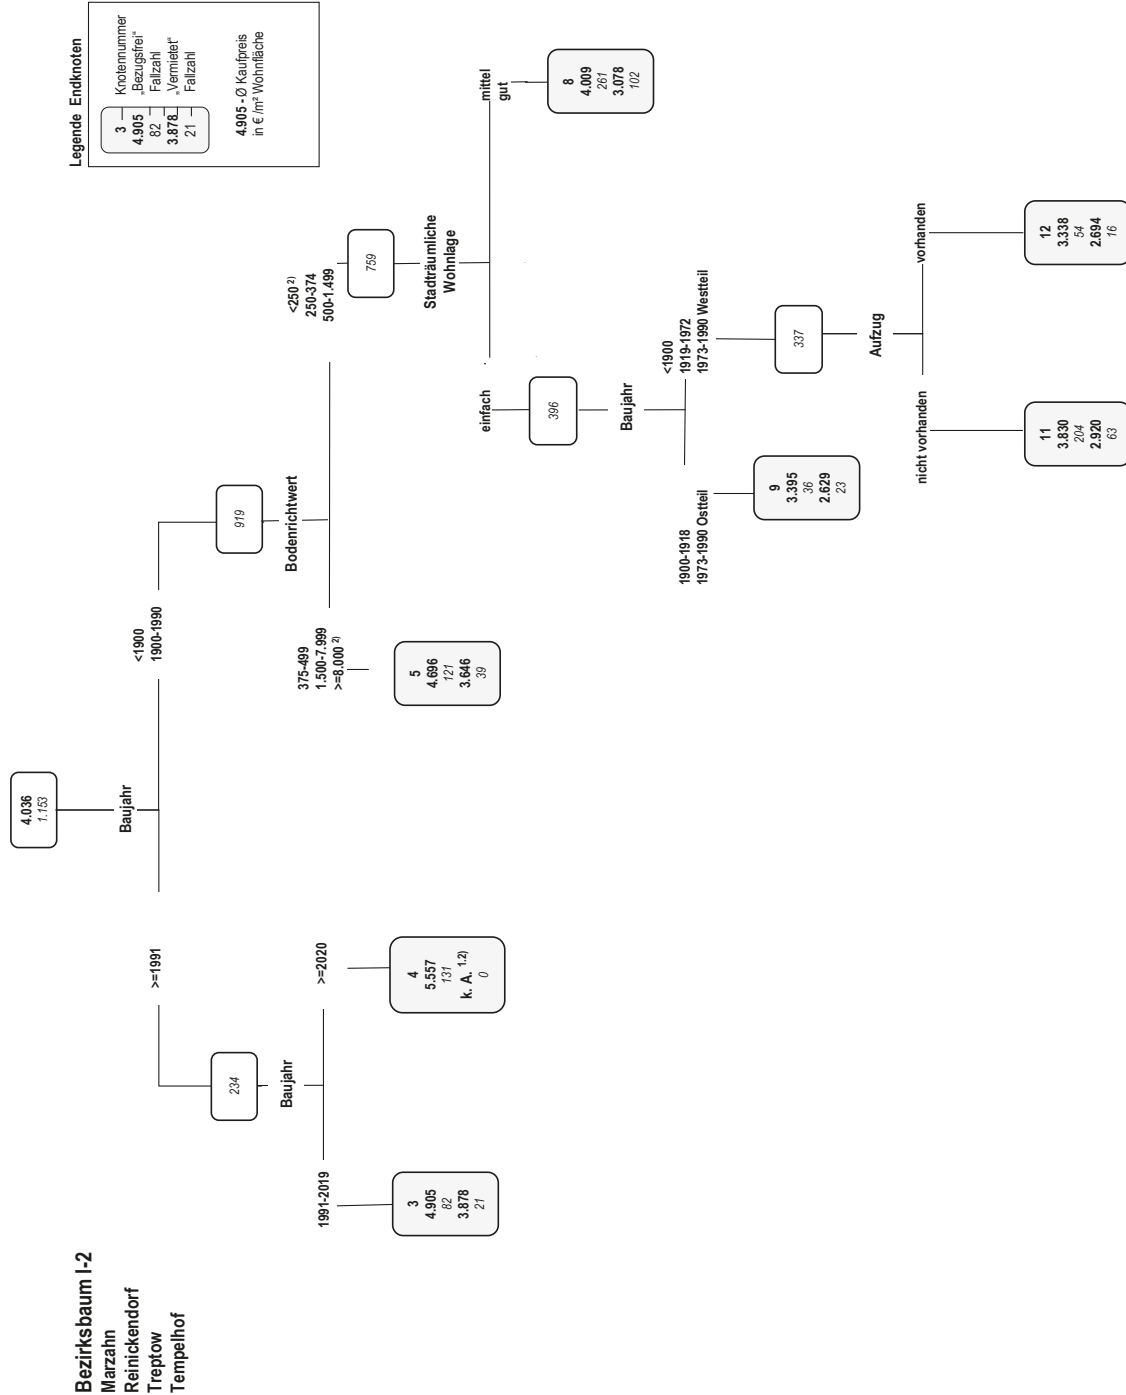 Bezirksbaum I-2
Marzahn
Reinickendorf
Treptow
Tempelhof
Legende Endknoten
3
4.905
82
3.878
21
Knotennummer
„Bezugsfrei“
Fallzahl
„Vermietet“
Fallzahl
4.905 - Ø Kaufpreis
in € /m² Wohnfläche
4.036
1.153
Baujahr
>=1991
<1900
1900-1990
234
Baujahr
919
Bodenrichtwert
1991-2019
>=2020
375-499
1.500-7.999
>=8.000 2)
<250 2)
250-374
500-1.499
3
4.905
82
3.878
21
4
5.557
131
k. A. 1.2)
0
5
4.696
121
3.646
39
759
Stadträumliche
Wohnlage
einfach
mittel
gut
396
Baujahr
8
4.009
261
3.078
102
1900-1918
1973-1990 Ostteil
<1900
1919-1972
1973-1990 Westteil
9
3.395
36
2.629
23
337
Aufzug
nicht vorhanden
vorhanden
11
3.830
204
2.920
63
12
3.338
54
2.694
16